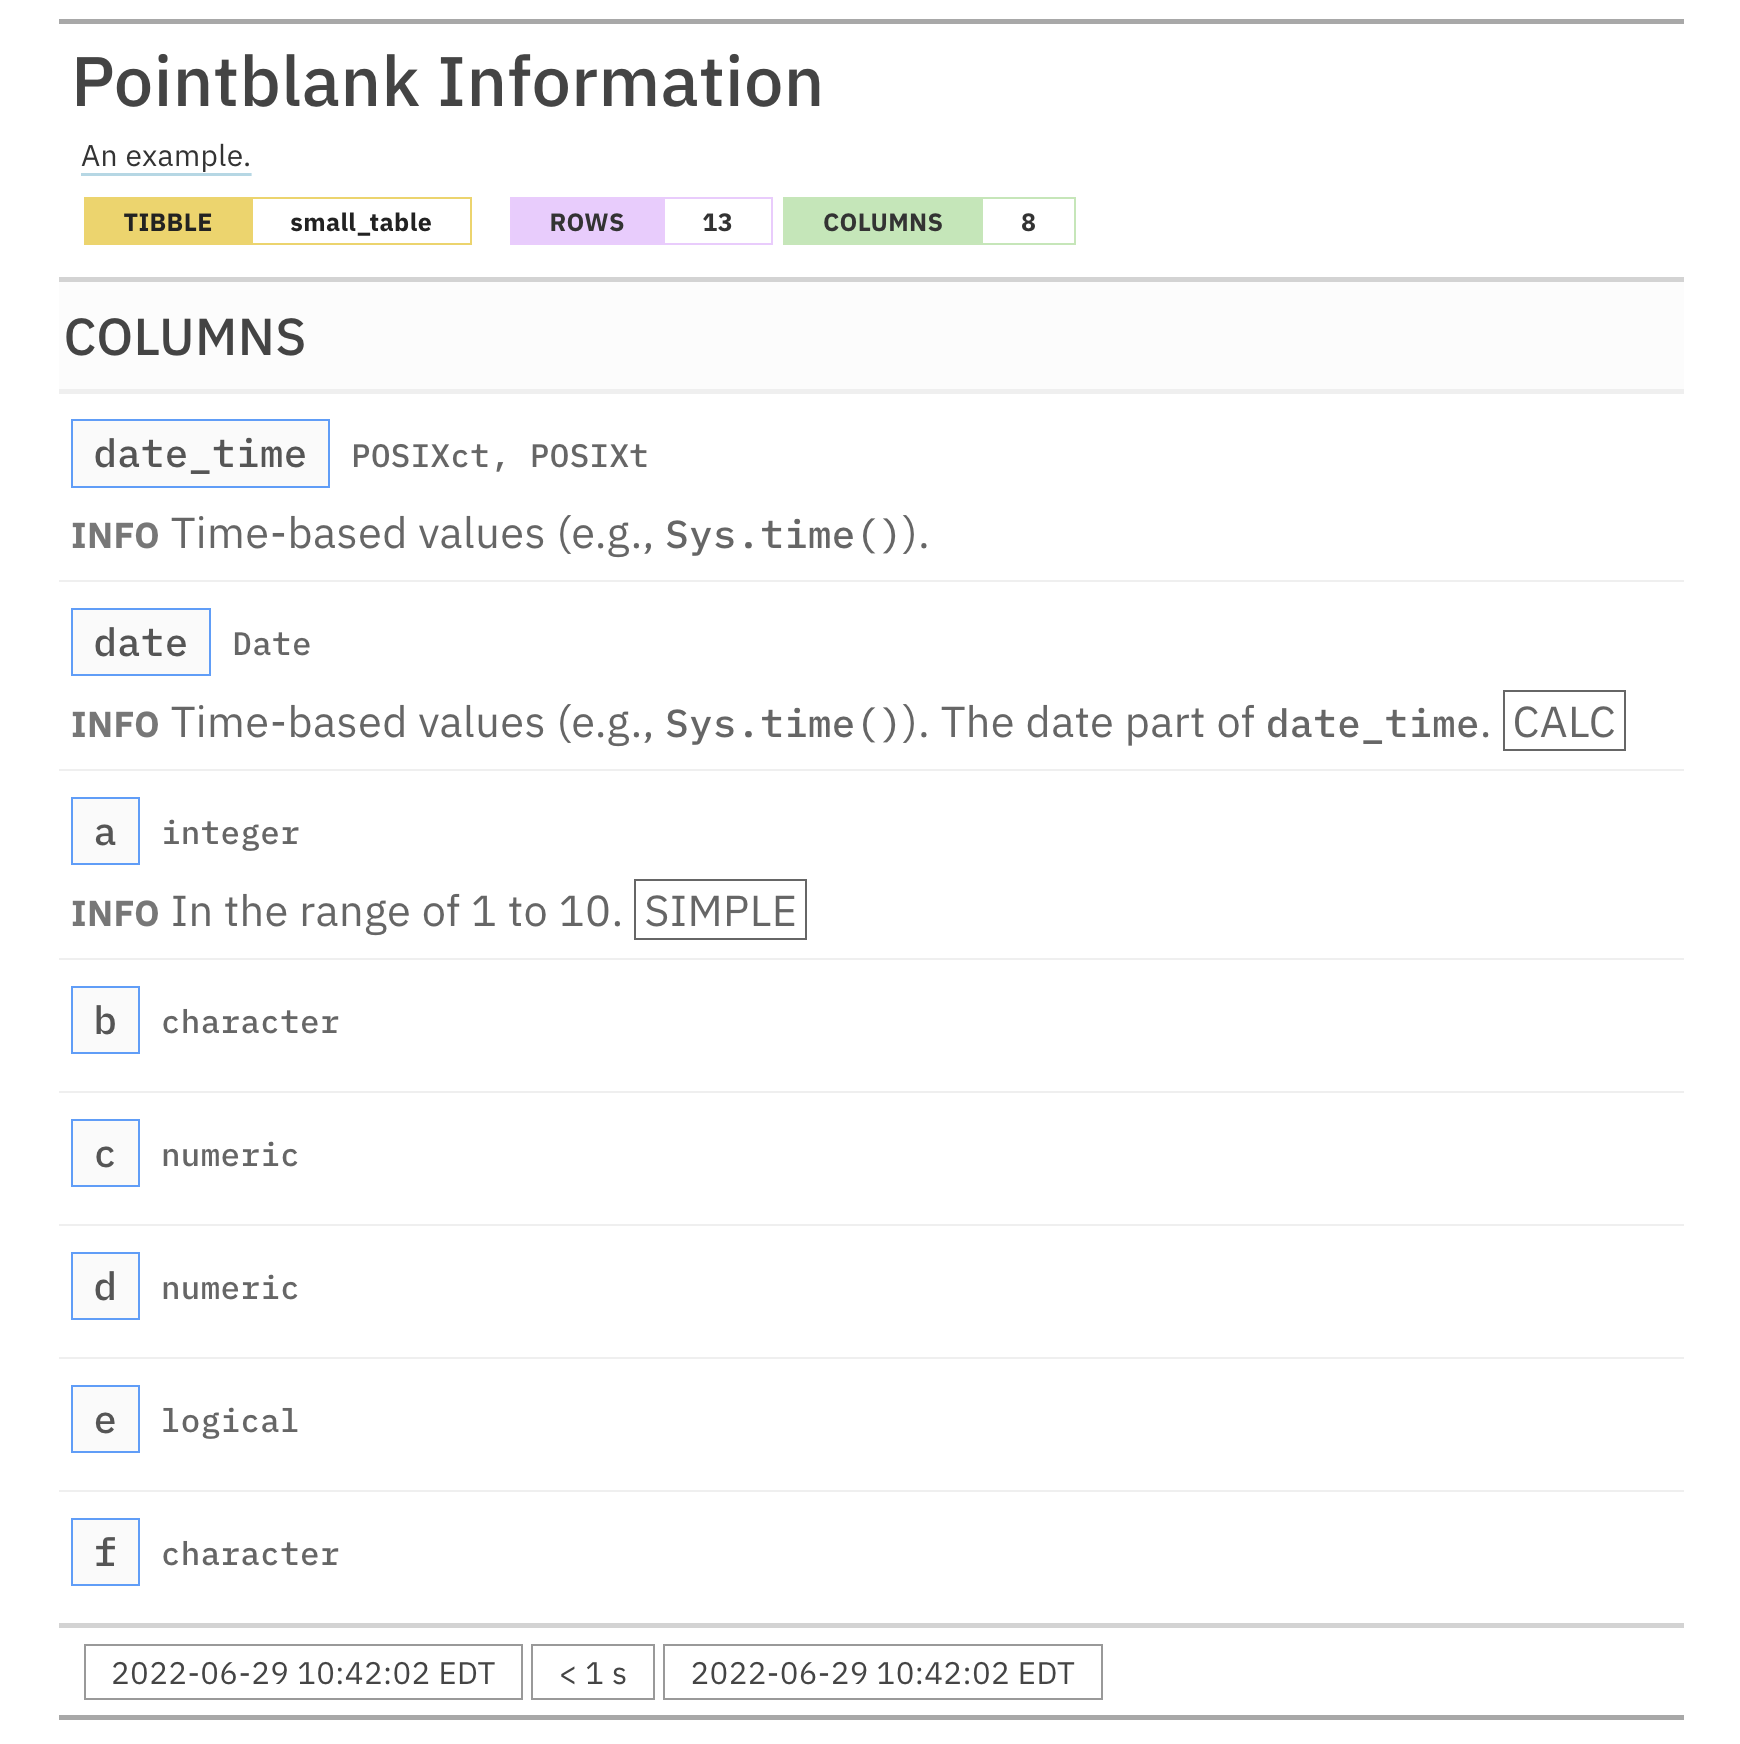 Pointblank Information
An example.
TIBBLE small_table ROWS 13 COLUMNS 8
COLUMNS
date_time POSIXct, POSIXt
INFO Time-based values (e.g., Sys.time()).
date Date
INFO Time-based values (e.g., Sys.time()). The date part of date_time. CALC
a integer
INFO In the range of 1 to 10. SIMPLE
b character
c numeric
d numeric
e logical
f character
2022-06-29 10:42:02 EDT < 1 s 2022-06-29 10:42:02 EDT